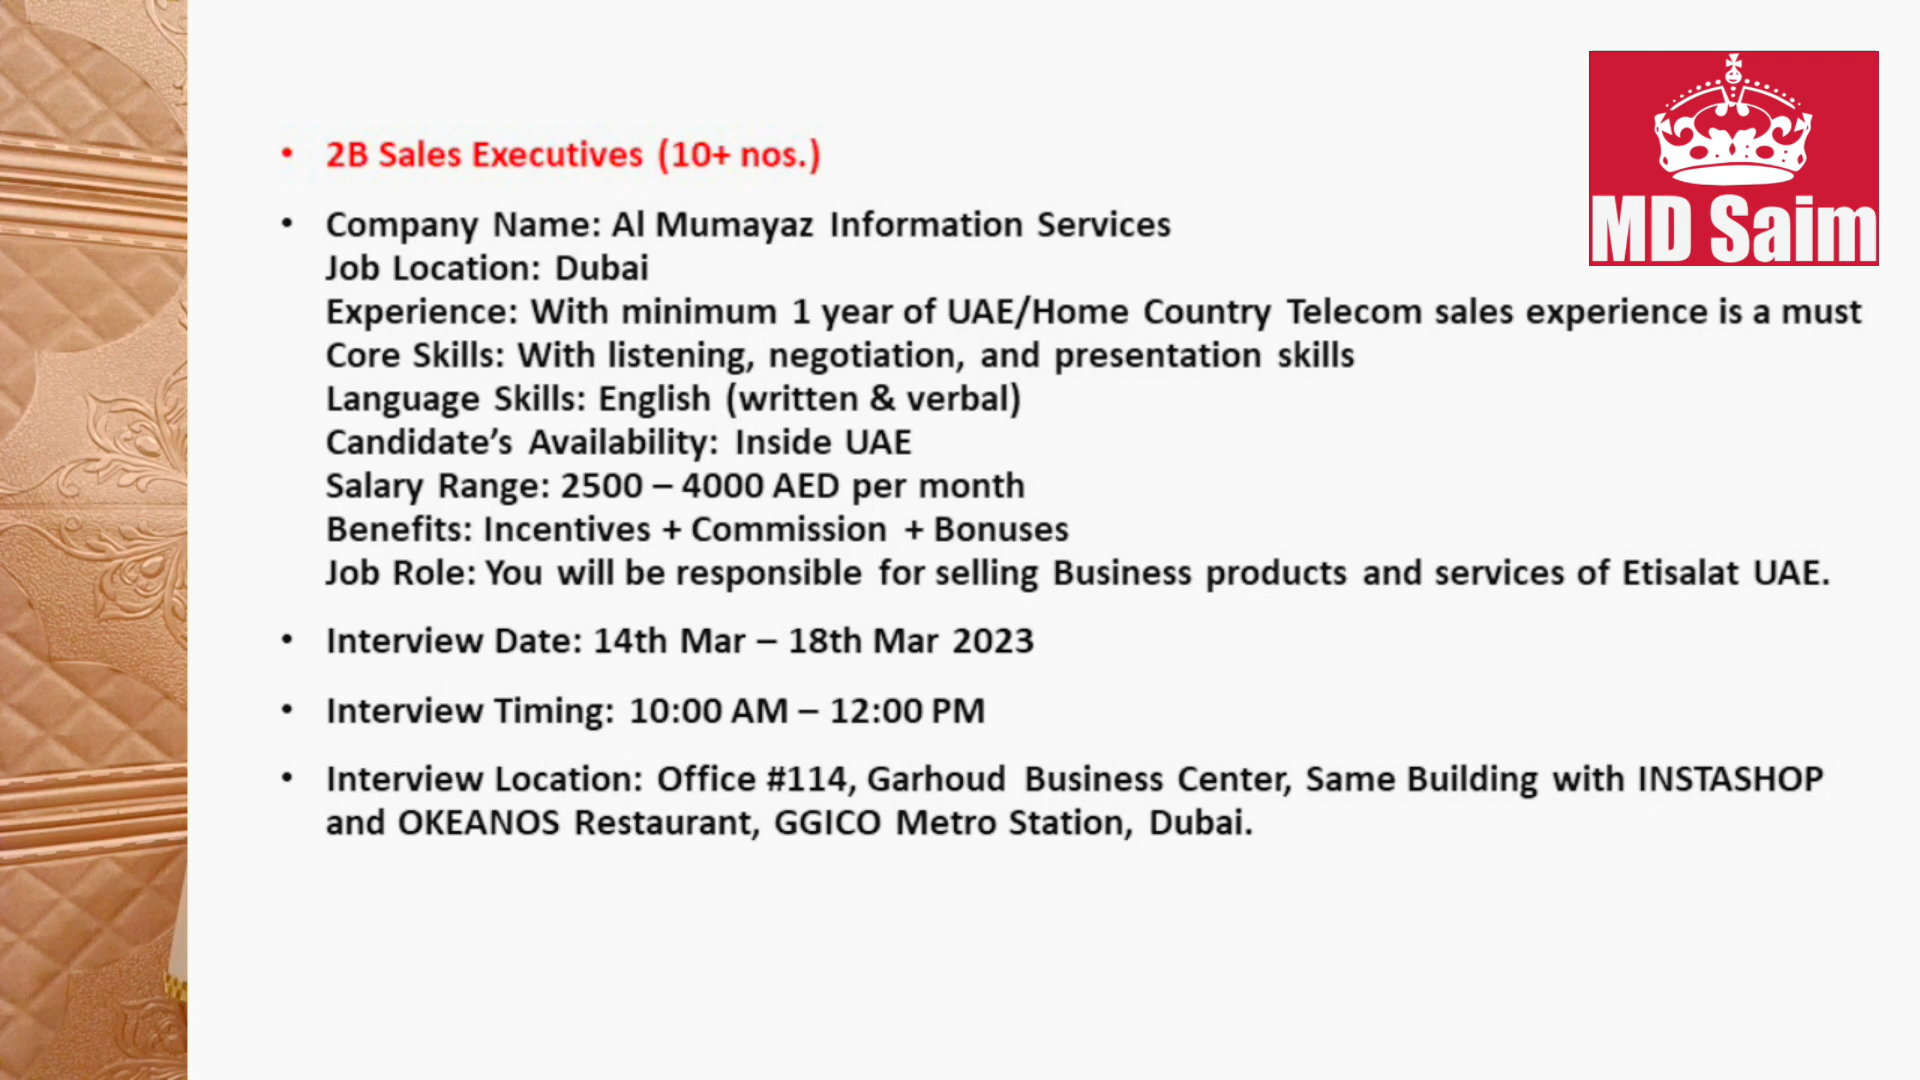 MD Saim
• 2B Sales Executives (10+ nos.)
• Company Name: Al Mumayaz Information Services
Job Location: Dubai
Experience: With minimum 1 year of UAE/Home Country Telecom sales experience is a must
Core Skills: With listening, negotiation, and presentation skills
Language Skills: English (written & verbal)
Candidate’s Availability: Inside UAE
Salary Range: 2500 – 4000 AED per month
Benefits: Incentives + Commission + Bonuses
Job Role: You will be responsible for selling Business products and services of Etisalat UAE.
• Interview Date: 14th Mar – 18th Mar 2023
• Interview Timing: 10:00 AM – 12:00 PM
• Interview Location: Office #114, Garhoud Business Center, Same Building with INSTASHOP
and OKEANOS Restaurant, GGICO Metro Station, Dubai.